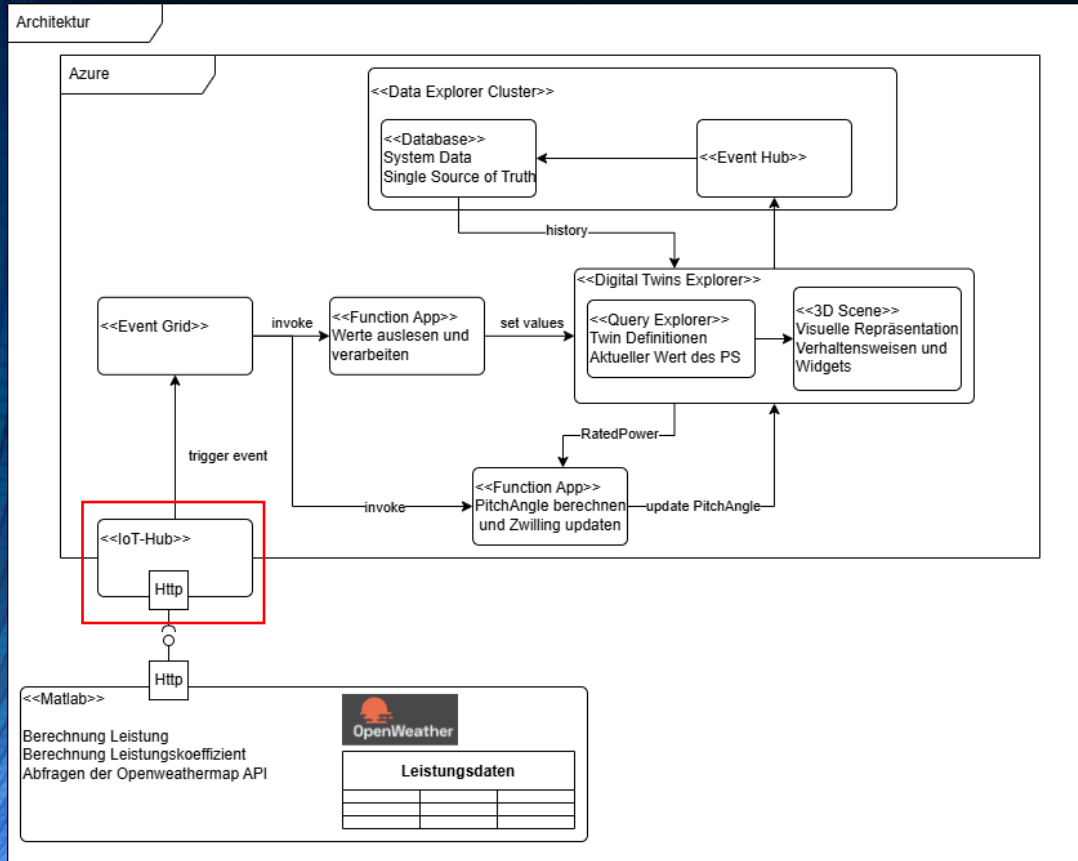 Architektur
Azure
<<Data Explorer Cluster>>
<<Database>>
System Data
Single Source of Truth
<<Event Hub>>
history
<<Digital Twins Explorer>>
<<Event Grid>>
invoke
<<Function App>>
Werte auslesen und
verarbeiten
set values
<<Query Explorer>>
Twin Definitionen
Aktueller Wert des PS
<<3D Scene>>
Visuelle Repräsentation
Verhaltensweisen und
Widgets
RatedPower
trigger event
invoke
<<Function App>>
PitchAngle berechnen
und Zwilling updaten
update PitchAngle
<<IoT-Hub>>
Http
Http
<<Matlab>>
Berechnung Leistung
Berechnung Leistungskoeffizient
Abfragen der Openweathermap API
OpenWeather
Leistungsdaten